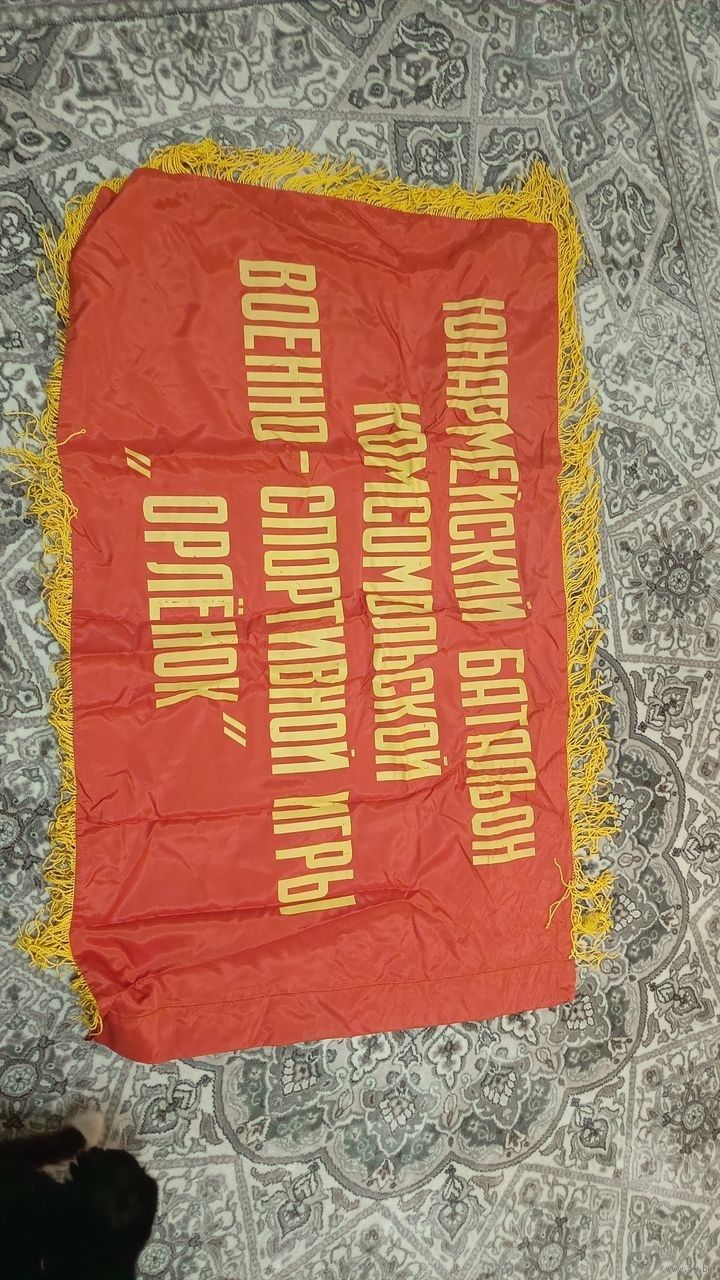 ЮНАРМЕЙСКИЙ БАТАЛЬОН
КОМСОМОЛЬСКОЙ
ВОЕННО-СПОРТИВНОЙ ИГРЫ
"ОРЛЁНОК"